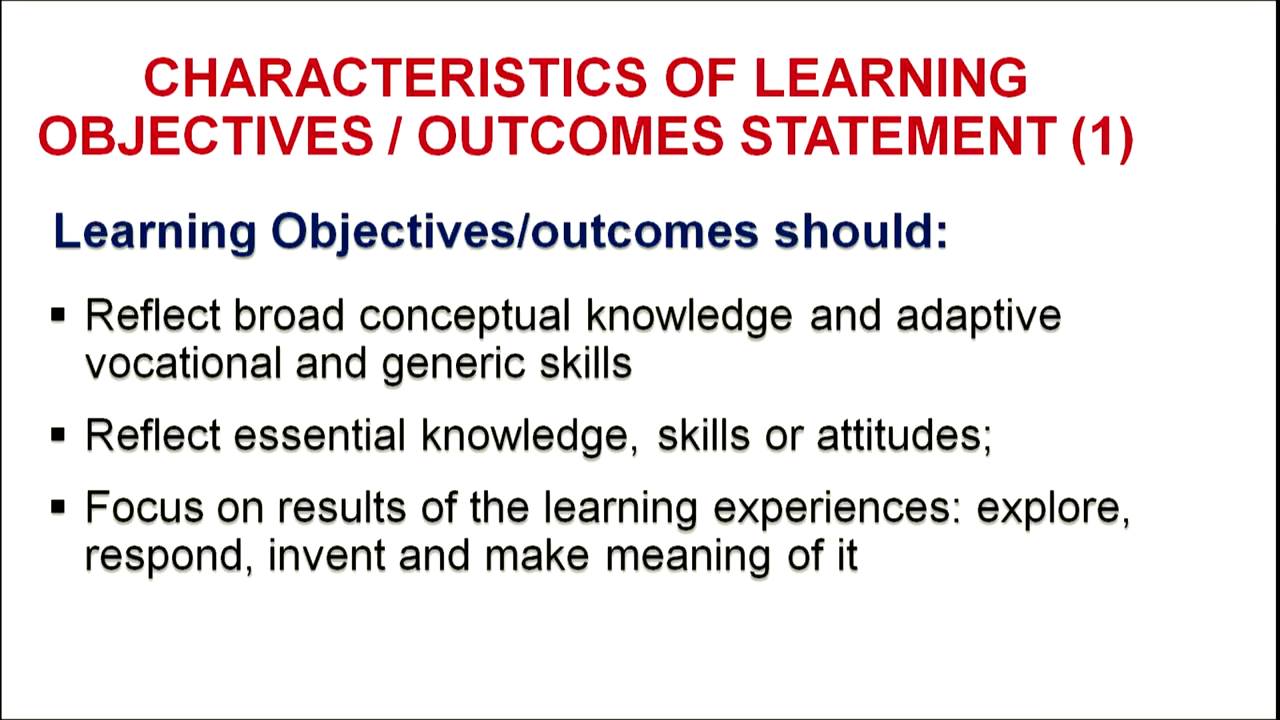 CHARACTERISTICS OF LEARNING
OBJECTIVES / OUTCOMES STATEMENT (1)
Learning Objectives/outcomes should:
▪ Reflect broad conceptual knowledge and adaptive
vocational and generic skills
▪ Reflect essential knowledge, skills or attitudes;
▪ Focus on results of the learning experiences: explore,
respond, invent and make meaning of it